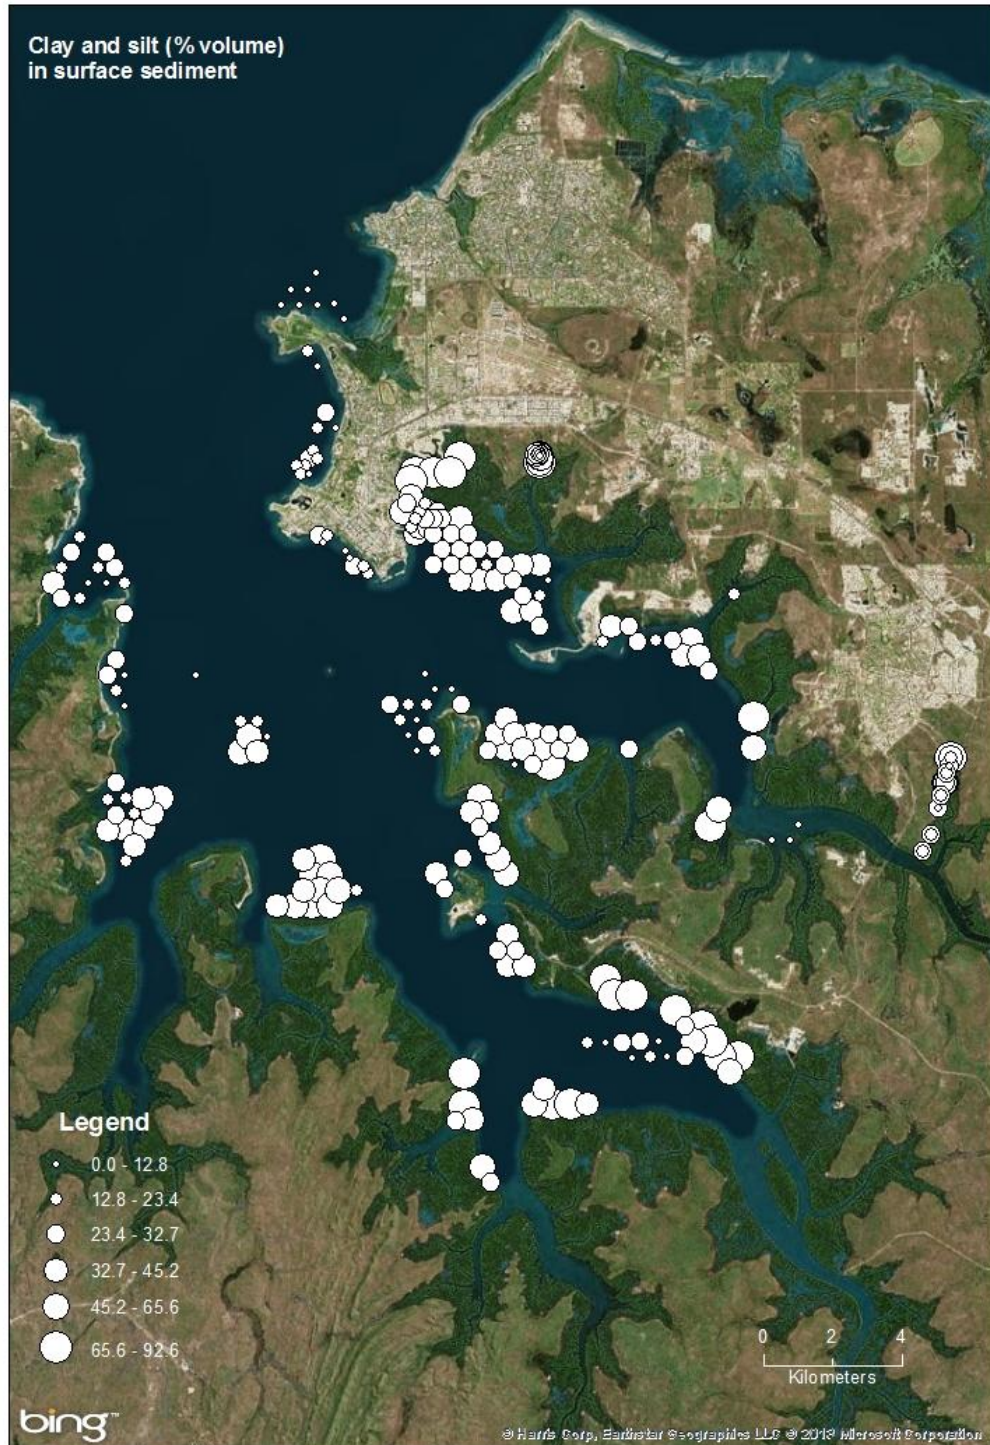 Clay and silt (% volume)
in surface sediment
Legend
0.0 - 12.8
12.8 - 23.4
23.4 - 32.7
32.7 - 45.2
45.2 - 65.6
65.6 - 92.6
0 2 4
Kilometers
bing™
© Harris Corp, Earthstar Geographics LLC © 2013 Microsoft Corporation